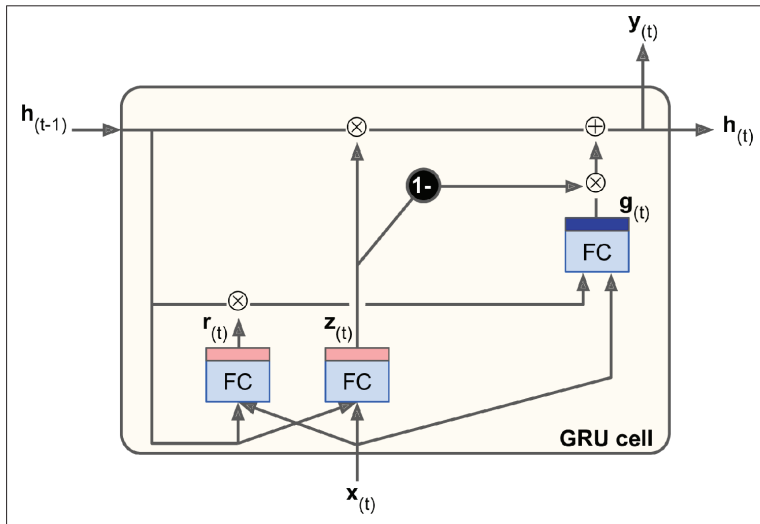 y(t)
h(t-1)
h(t)
1-
g(t)
FC
r(t)
z(t)
FC
FC
GRU cell
x(t)